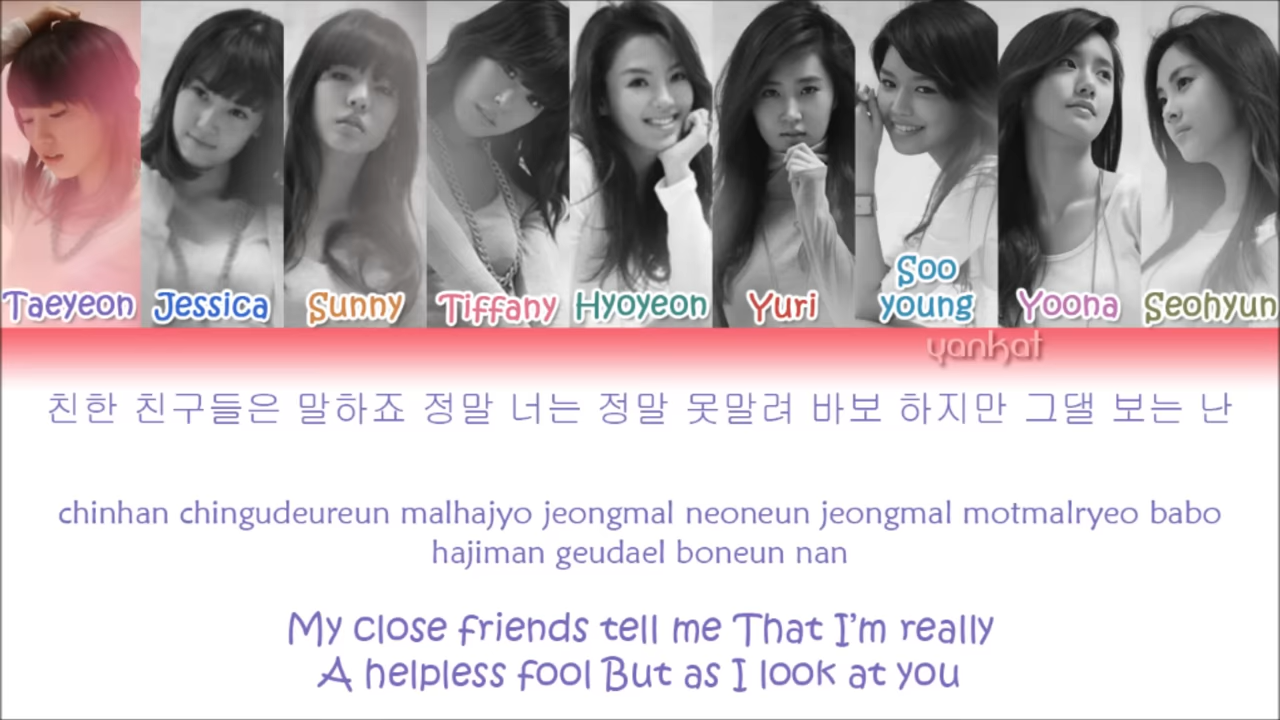 Taeyeon
Jessica
Sunny
Tiffany
Hyoyeon
Yuri
Soo
young
Yoona
Seohyun
yankat
친한 친구들은 말하죠 정말 너는 정말 못말려 바보 하지만 그댈 보는 난
chinhan chingudeureun malhajyo jeongmal neoneun jeongmal motmalryeo babo
hajiman geudael boneun nan
My close friends tell me That I'm really
A helpless fool But as I look at you